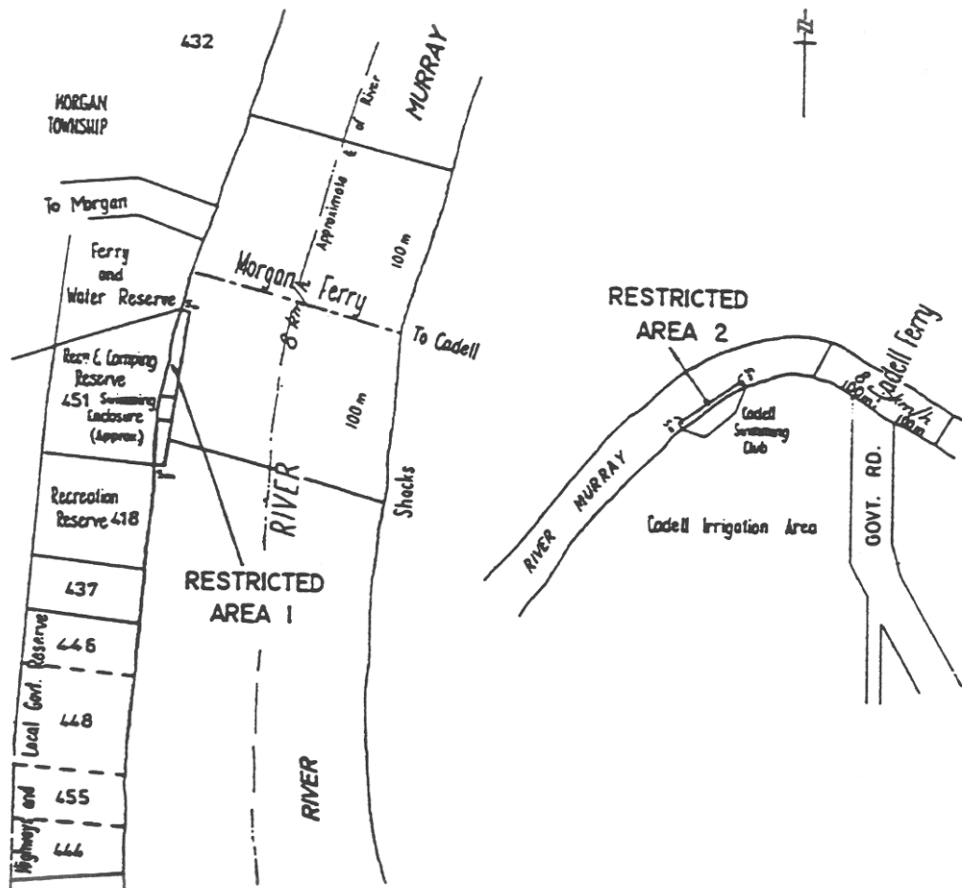 432
MORGAN
TOWNSHIP
To Morgan
Ferry
and
Water Reserve
Recn & Camping
Reserve
451 Swimming
Enclosure
(Approx.)
Recreation
Reserve 418
437
446
448
455
444
Highways and Local Govt. Reserve
RESTRICTED
AREA 1
MURRAY
Approximate ℄ of River
100m
Morgan Ferry
8 km/h
To Cadell
100m
RIVER
Shacks
RIVER
N
RESTRICTED
AREA 2
Cadell Ferry
8 km/h
100m
100m
Cadell
Swimming
Club
RIVER MURRAY
Cadell Irrigation Area
GOVT. RD.